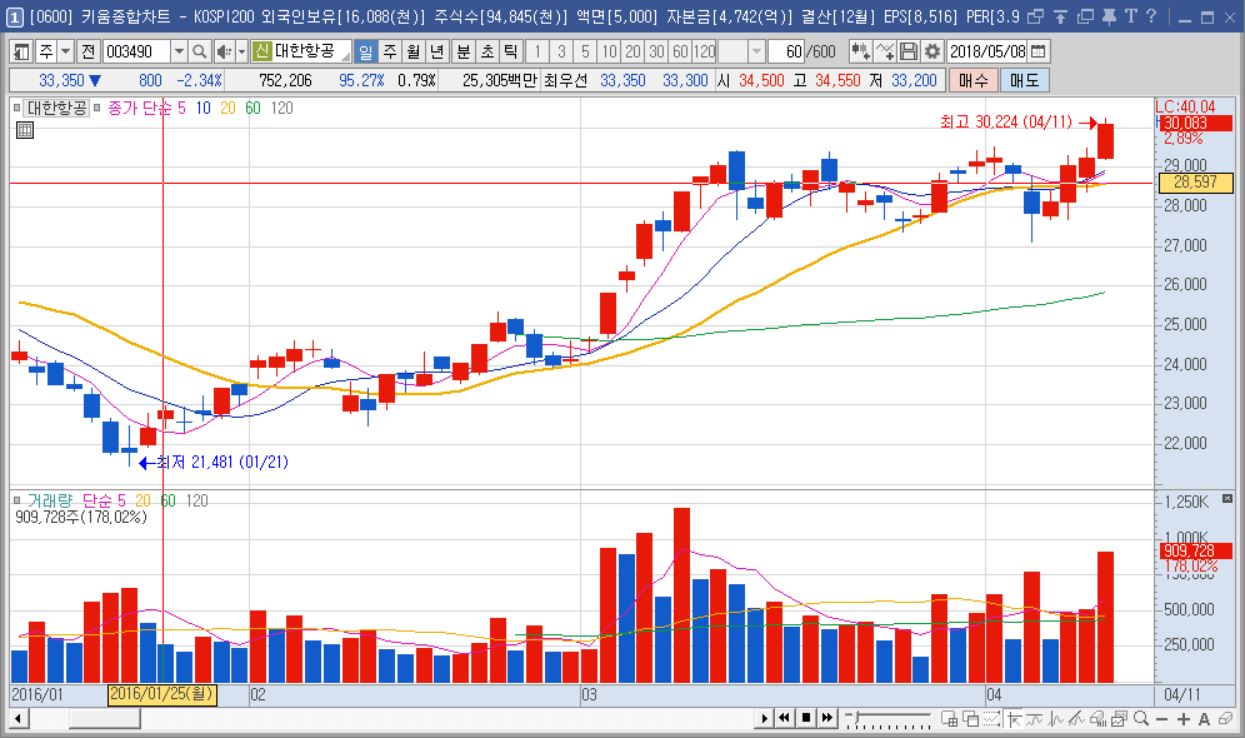 1 [0600] 키움종합차트 - KOSPI200 외국인보유[16,088(천)] 주식수[94,845(천)] 액면[5,000] 자본금[4,742(억)] 결산[12월] EPS[8,516] PER[3.9
주 전 003490 신 대한항공 일 주 월 년 분 초 틱 1 3 5 10 20 30 60 120 60 /600 2018/05/08
33,350 ▼ 800 -2.34% 752,206 95.27% 0.79% 25,305백만 최우선 33,350 33,300 시 34,500 고 34,550 저 33,200 매수 매도
대한항공 종가 단순 5 10 20 60 120
LC:40,04
최고 30,224 (04/11)
30,083
2,89%
29,000
28,597
28,000
27,000
26,000
25,000
24,000
23,000
22,000
최저 21,481 (01/21)
거래량 단순 5 20 60 120
909,728주(178,02%)
1,250K
1,000K
909,728
178,02%
750,000
500,000
250,000
2016/01 2016/01/25(월) 02 03 04 04/11